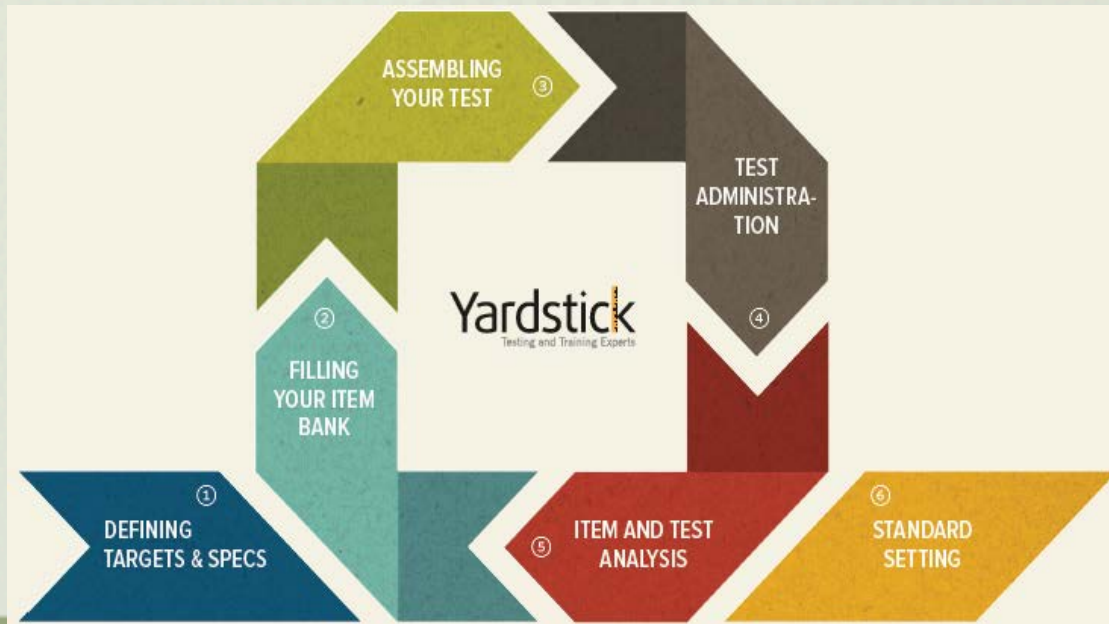 ①
DEFINING
TARGETS & SPECS
②
FILLING
YOUR ITEM
BANK
③
ASSEMBLING
YOUR TEST
TEST
ADMINISTRA-
TION
④
⑤
ITEM AND TEST
ANALYSIS
⑥
STANDARD
SETTING
Yardstick
Testing and Training Experts